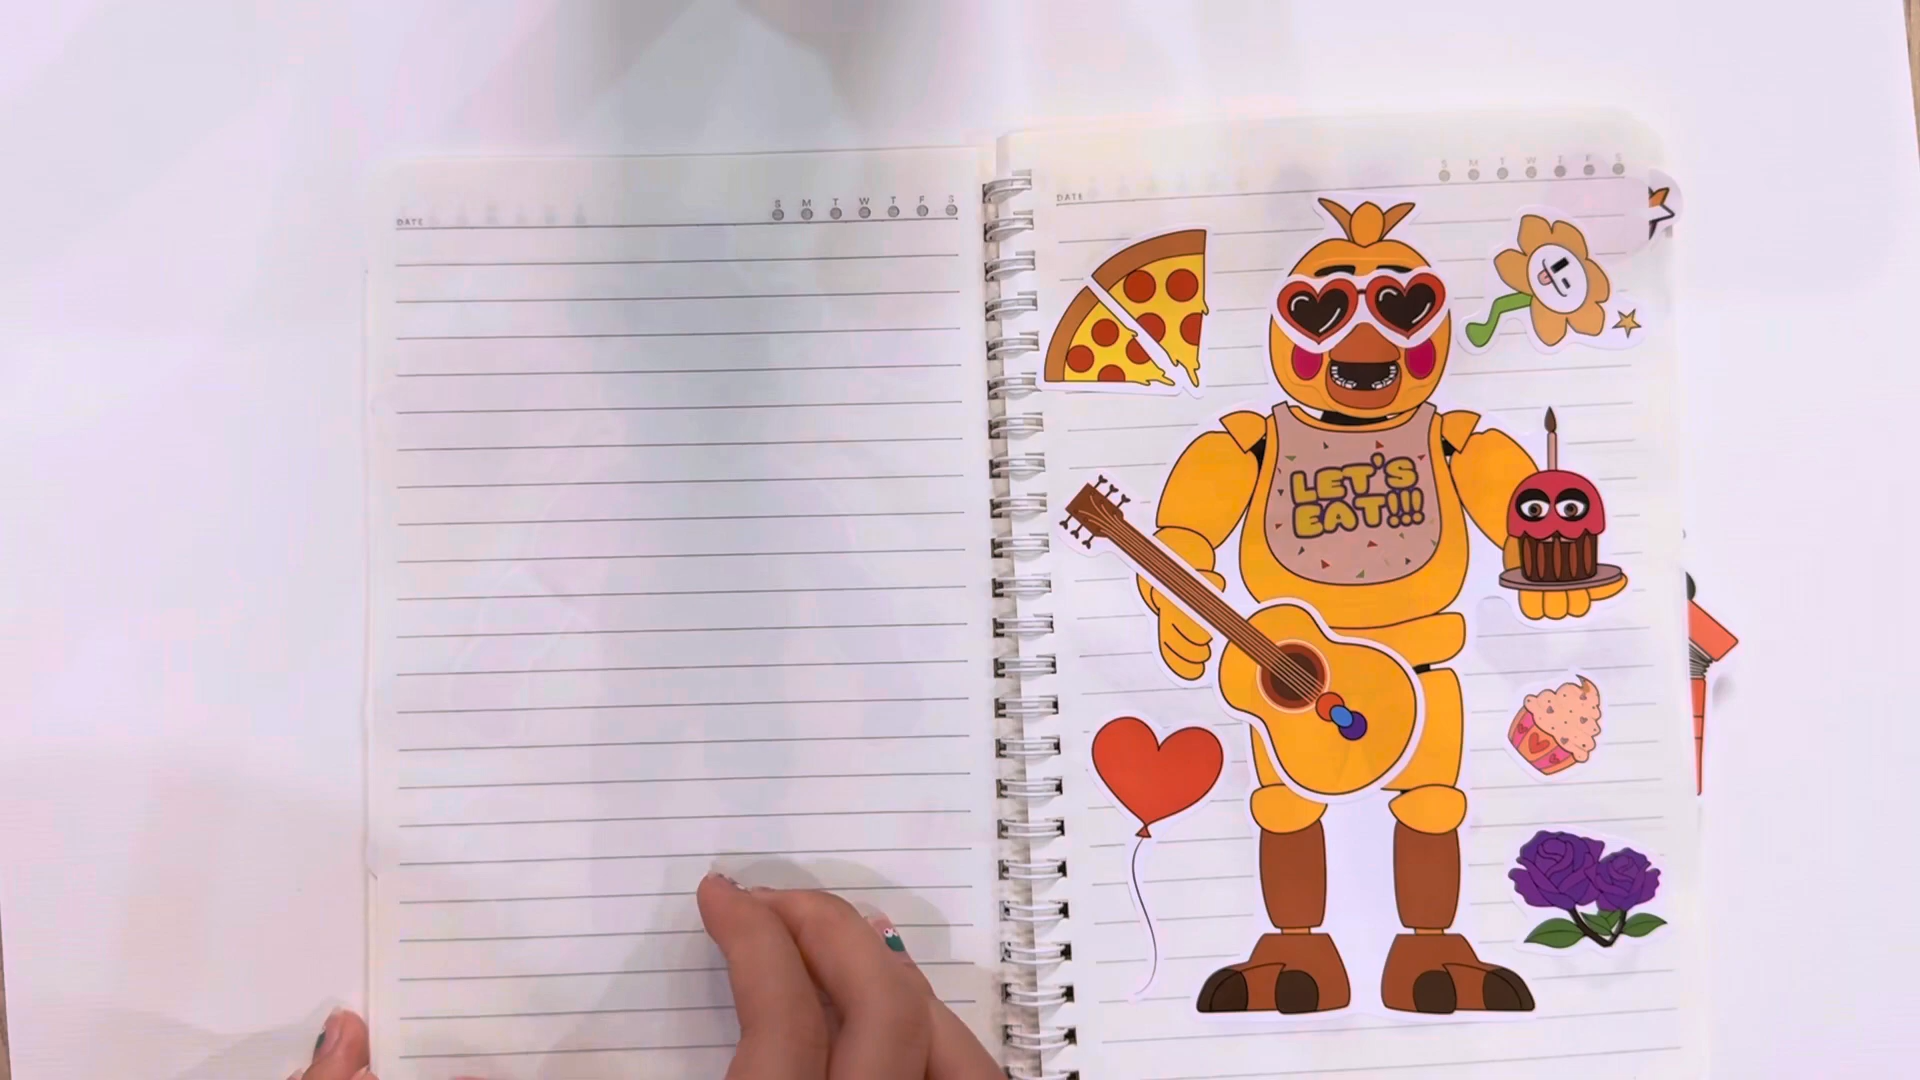 S M T W T F S
DATE
S M T W T F S
DATE
LET'S
EAT!!!